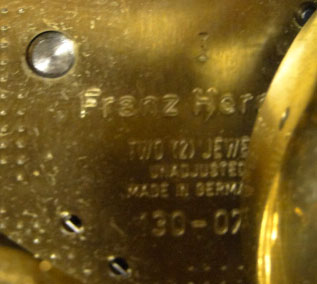 Franz Her
TWO (2) JEWE
UNADJUSTED
MADE IN GERMA
130-07